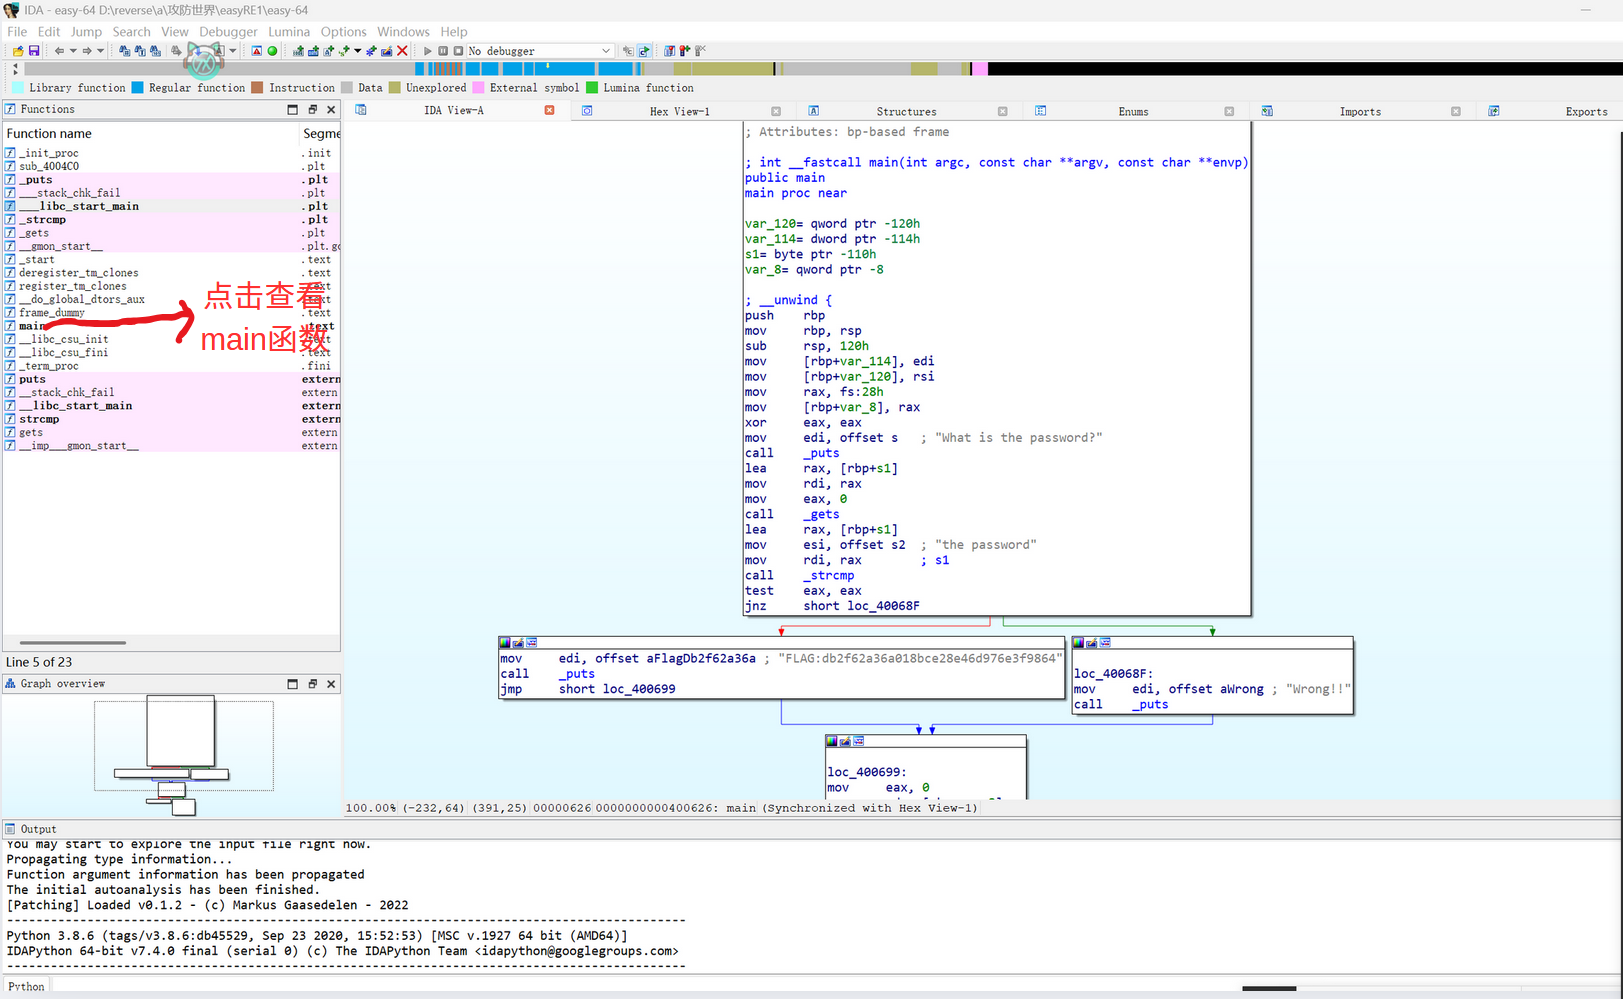 IDA - easy-64 D:\reverse\a\攻防世界\easyRE1\easy-64
File Edit Jump Search View Debugger Lumina Options Windows Help
No debugger
Library function Regular function Instruction Data Unexplored External symbol Lumina function
Functions
IDA View-A Hex View-1 Structures Enums Imports Exports
Function name Segme
_init_proc .init
sub_4004C0 .plt
_puts .plt
___stack_chk_fail .plt
___libc_start_main .plt
_strcmp .plt
_gets .plt
__gmon_start__ .plt.go
_start .text
deregister_tm_clones .text
register_tm_clones .text
__do_global_dtors_aux .text
frame_dummy
main .text
__libc_csu_init
__libc_csu_fini .text
_term_proc .fini
puts extern
__stack_chk_fail extern
__libc_start_main extern
strcmp extern
gets extern
__imp___gmon_start__ extern
点击查看
main函数
Line 5 of 23
Graph overview
; Attributes: bp-based frame
; int __fastcall main(int argc, const char **argv, const char **envp)
public main
main proc near
var_120= qword ptr -120h
var_114= dword ptr -114h
s1= byte ptr -110h
var_8= qword ptr -8
; __unwind {
push rbp
mov rbp, rsp
sub rsp, 120h
mov [rbp+var_114], edi
mov [rbp+var_120], rsi
mov rax, fs:28h
mov [rbp+var_8], rax
xor eax, eax
mov edi, offset s ; "What is the password?"
call _puts
lea rax, [rbp+s1]
mov rdi, rax
mov eax, 0
call _gets
lea rax, [rbp+s1]
mov esi, offset s2 ; "the password"
mov rdi, rax ; s1
call _strcmp
test eax, eax
jnz short loc_40068F
mov edi, offset aFlagDb2f62a36a ; "FLAG:db2f62a36a018bce28e46d976e3f9864"
call _puts
jmp short loc_400699
loc_40068F:
mov edi, offset aWrong ; "Wrong!!"
call _puts
loc_400699:
mov eax, 0
100.00% (-232,64) (391,25) 00000626 0000000000400626: main (Synchronized with Hex View-1)
Output
You may start to explore the input file right now.
Propagating type information...
Function argument information has been propagated
The initial autoanalysis has been finished.
[Patching] Loaded v0.1.2 - (c) Markus Gaasedelen - 2022
Python 3.8.6 (tags/v3.8.6:db45529, Sep 23 2020, 15:52:53) [MSC v.1927 64 bit (AMD64)]
IDAPython 64-bit v7.4.0 final (serial 0) (c) The IDAPython Team <idapython@googlegroups.com>
Python